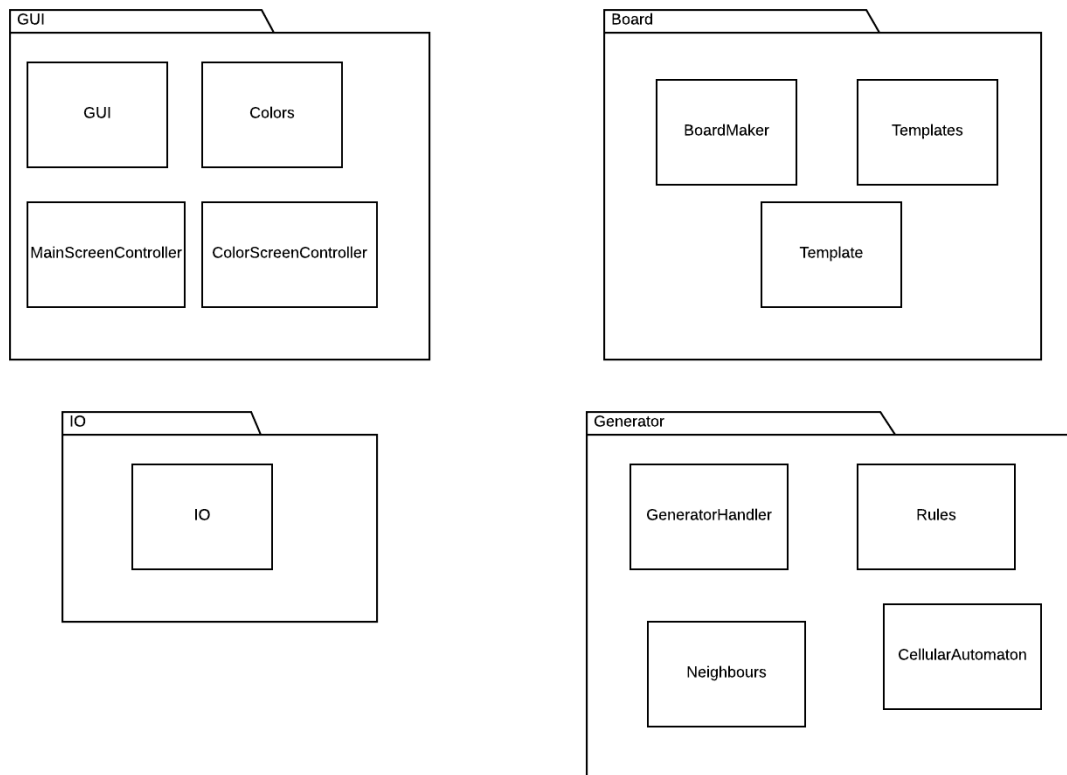 GUI
GUI
Colors
MainScreenController
ColorScreenController
Board
BoardMaker
Templates
Template
IO
IO
Generator
GeneratorHandler
Rules
Neighbours
CellularAutomaton